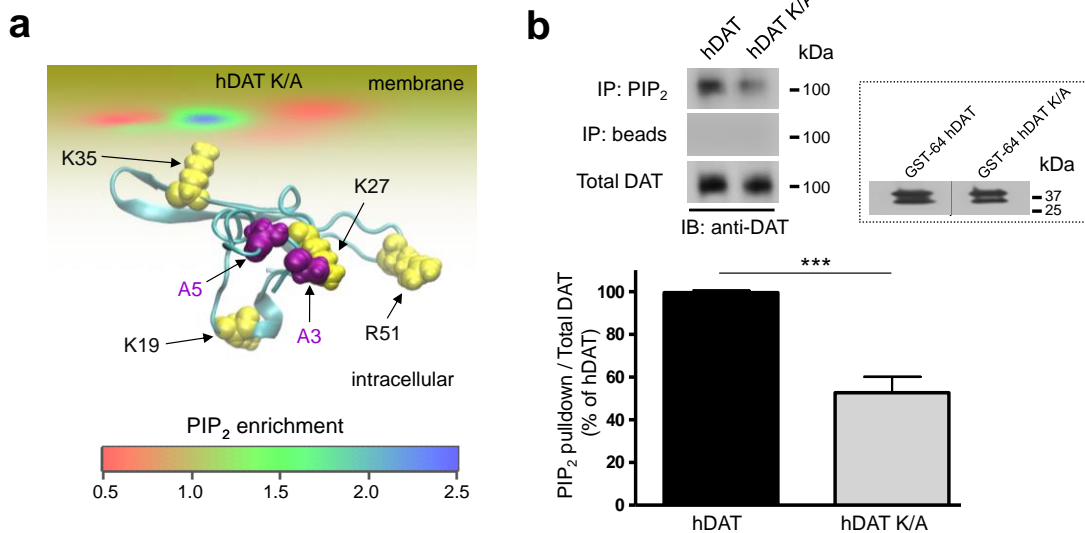 a
hDAT K/A
membrane
K35
K27
A5
A3
K19
R51
intracellular
PIP₂ enrichment
0.5 1.0 1.5 2.0 2.5
b
hDAT hDAT K/A kDa
IP: PIP₂
100
IP: beads
100
Total DAT
100
IB: anti-DAT
GST-64 hDAT
GST-64 hDAT K/A
kDa
37
25
***
PIP₂ pulldown / Total DAT
(% of hDAT)
100
80
60
40
20
0
hDAT hDAT K/A